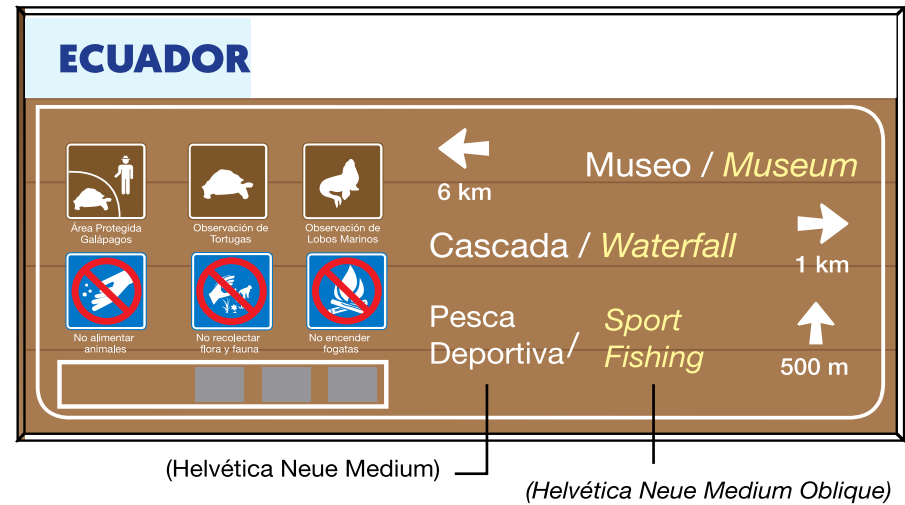 ECUADOR
Museo / Museum
6 km
Área Protegida
Galápagos
Observación de
Tortugas
Observación de
Lobos Marinos
Cascada / Waterfall
1 km
No alimentar
animales
No recolectar
flora y fauna
No encender
fogatas
Pesca
Deportiva/
Sport
Fishing
500 m
(Helvética Neue Medium)
(Helvética Neue Medium Oblique)